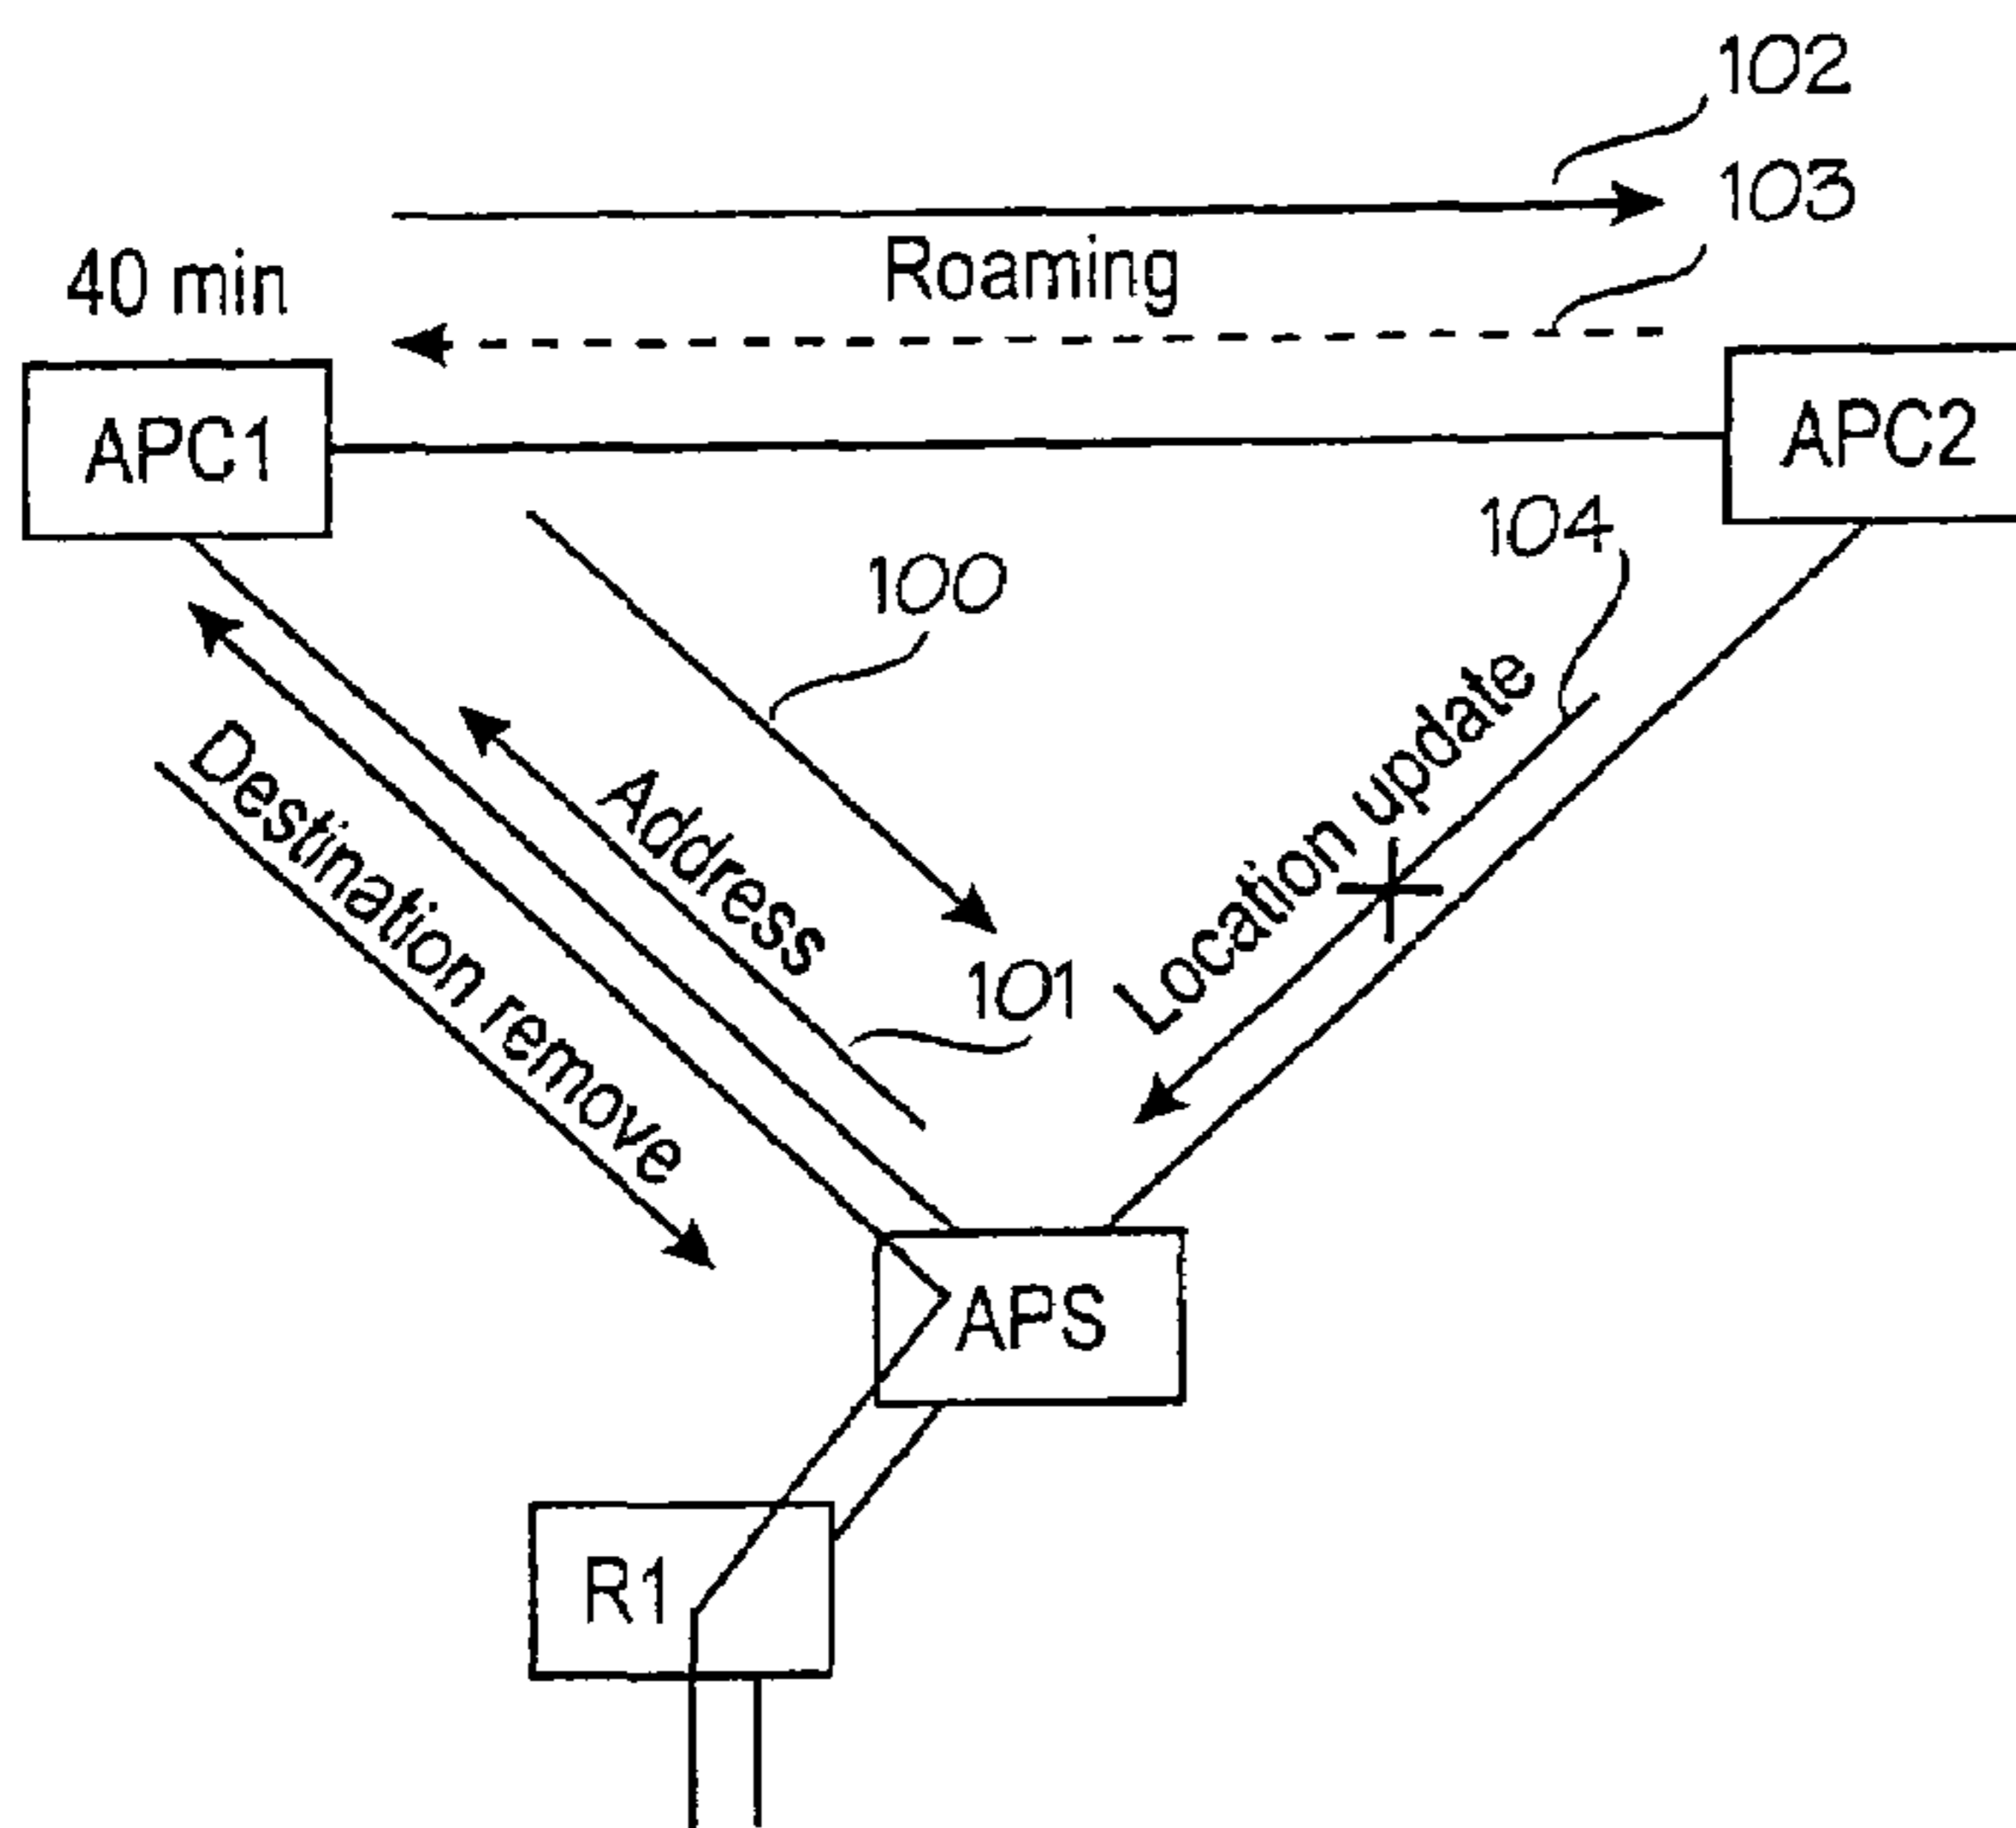 102
103
Roaming
40 min
APC1
APC2
104
100
Location update
Address
Destination remove
101
APS
R1